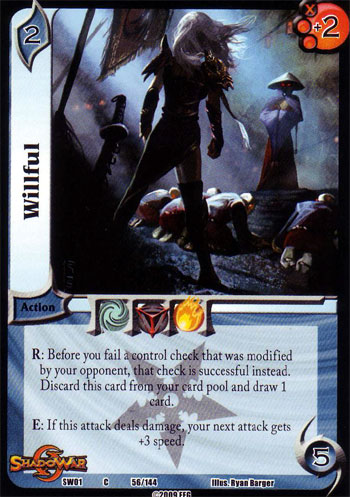 2
X
+2
Willful
Action
R: Before you fail a control check that was modified
by your opponent, that check is successful instead.
Discard this card from your card pool and draw 1
card.
E: If this attack deals damage, your next attack gets
+3 speed.
5
SHADOWAR
SW01 C 56/144 Illus. Ryan Barger
©2009 FFG